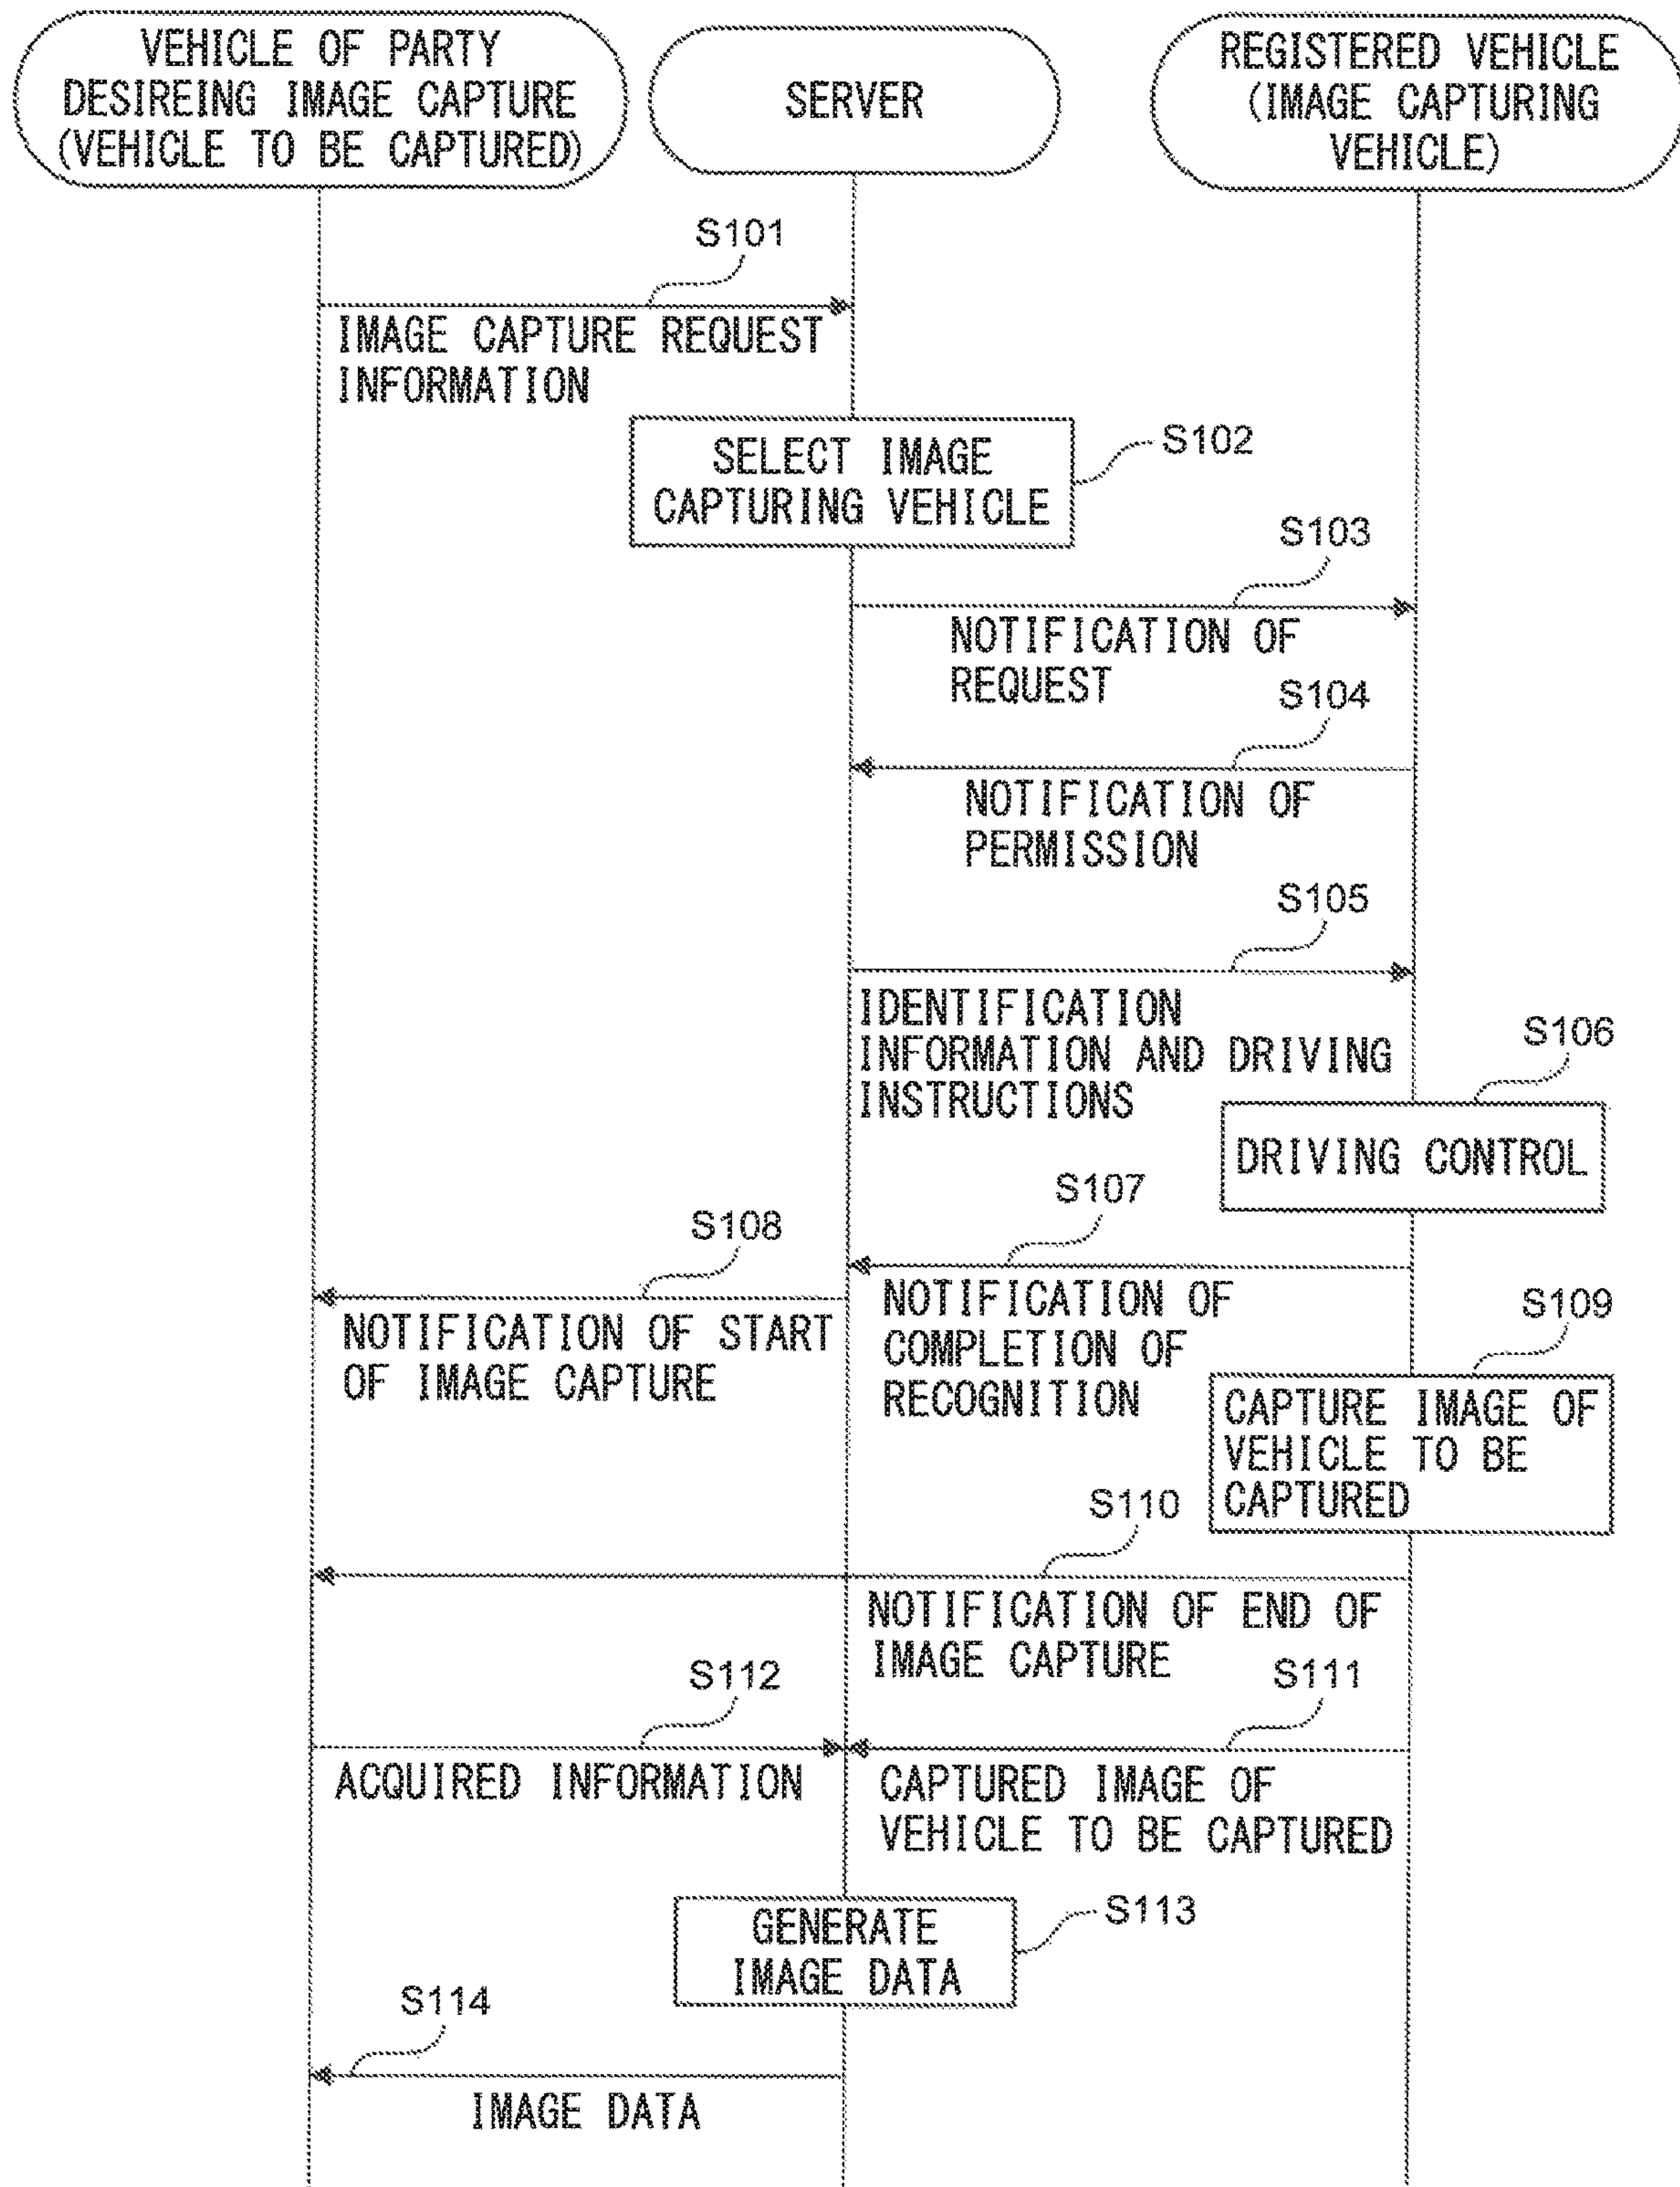 VEHICLE OF PARTY
DESIREING IMAGE CAPTURE
(VEHICLE TO BE CAPTURED)
SERVER
REGISTERED VEHICLE
(IMAGE CAPTURING
VEHICLE)
S101
IMAGE CAPTURE REQUEST
INFORMATION
SELECT IMAGE
CAPTURING VEHICLE
S102
S103
NOTIFICATION OF
REQUEST
S104
NOTIFICATION OF
PERMISSION
S105
IDENTIFICATION
INFORMATION AND DRIVING
INSTRUCTIONS
S106
DRIVING CONTROL
S107
NOTIFICATION OF
COMPLETION OF
RECOGNITION
S108
NOTIFICATION OF START
OF IMAGE CAPTURE
S109
CAPTURE IMAGE OF
VEHICLE TO BE
CAPTURED
S110
NOTIFICATION OF END OF
IMAGE CAPTURE
S112
ACQUIRED INFORMATION
S111
CAPTURED IMAGE OF
VEHICLE TO BE CAPTURED
GENERATE
IMAGE DATA
S113
S114
IMAGE DATA